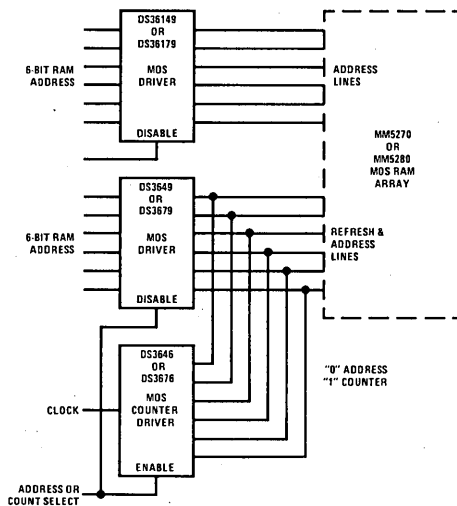 DS36149
OR
DS36179
MOS
DRIVER
DISABLE
6-BIT RAM
ADDRESS
ADDRESS
LINES
MM5270
OR
MM5280
MOS RAM
ARRAY
DS3649
OR
DS3679
MOS
DRIVER
DISABLE
6-BIT RAM
ADDRESS
REFRESH &
ADDRESS
LINES
DS3646
OR
DS3676
MOS
COUNTER
DRIVER
ENABLE
CLOCK
"0" ADDRESS
"1" COUNTER
ADDRESS OR
COUNT SELECT